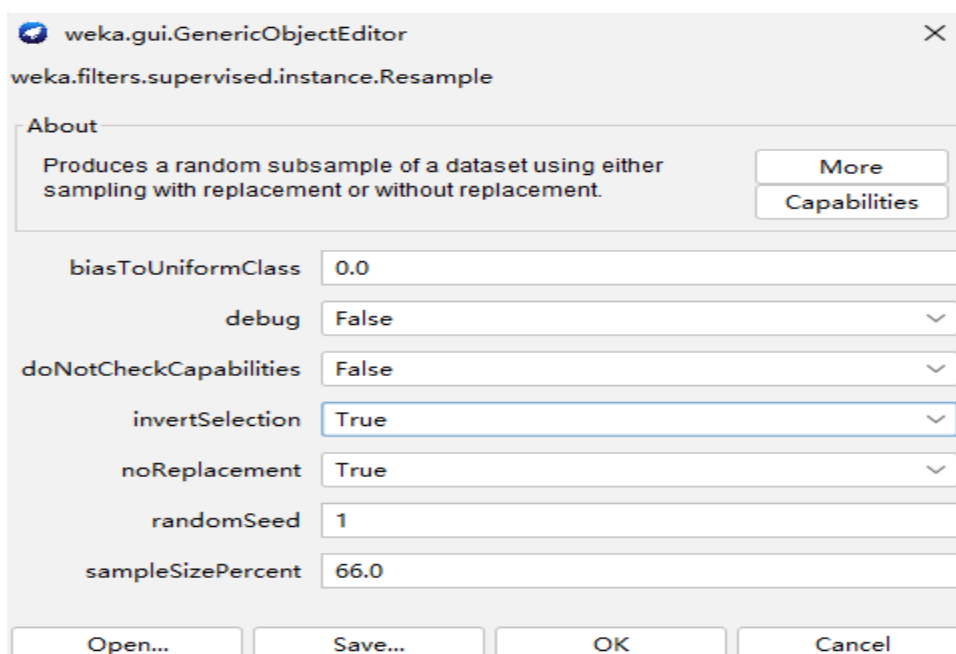 weka.gui.GenericObjectEditor
weka.filters.supervised.instance.Resample
About
Produces a random subsample of a dataset using either
sampling with replacement or without replacement.
More
Capabilities
biasToUniformClass 0.0
debug False
doNotCheckCapabilities False
invertSelection True
noReplacement True
randomSeed 1
sampleSizePercent 66.0
Open... Save... OK Cancel